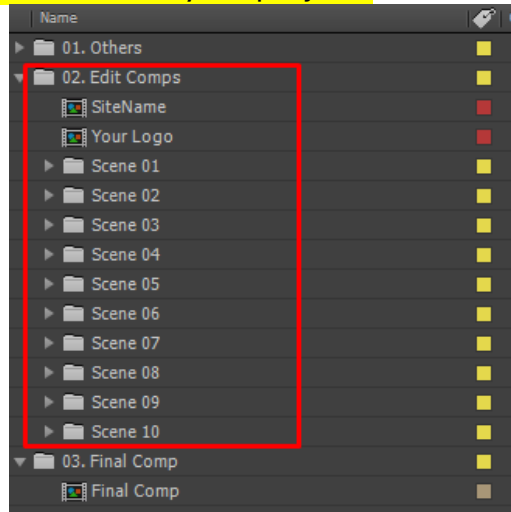 Name
01. Others
02. Edit Comps
SiteName
Your Logo
Scene 01
Scene 02
Scene 03
Scene 04
Scene 05
Scene 06
Scene 07
Scene 08
Scene 09
Scene 10
03. Final Comp
Final Comp